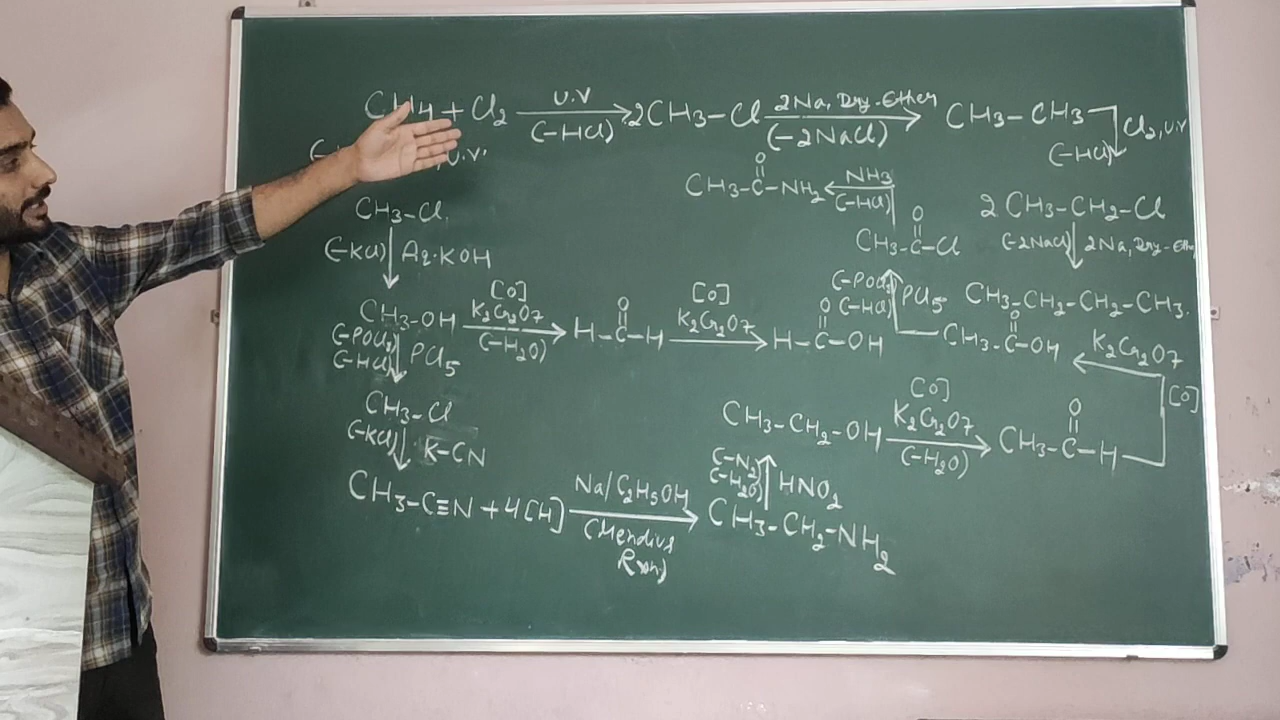 CH4 + Cl2 U.V (-HCl) 2CH3-Cl 2Na, Dry-Ether (-2NaCl) CH3-CH3 Cl2, U.V (-HCl)
U.V.
CH3-Cl.
(-KCl) Aq.KOH
CH3-OH [O] K2Cr2O7 (-H2O) H-C-H O [O] K2Cr2O7 H-C-OH O
(-POCl3) (-HCl) PCl5
CH3-Cl
(-KCl) K-CN
CH3-C≡N + 4[H] Na/C2H5OH (Mendius Rxn) CH3-CH2-NH2
(-N2) (-H2O) HNO2
CH3-CH2-OH [O] K2Cr2O7 (-H2O) CH3-C-H O
[O] K2Cr2O7
CH3-C-OH O
(-POCl3) (-HCl) PCl5
CH3-C-Cl O
NH3 (-HCl)
CH3-C-NH2 O
2 CH3-CH2-Cl
(-2NaCl) 2Na, Dry-Ether
CH3-CH2-CH2-CH3.